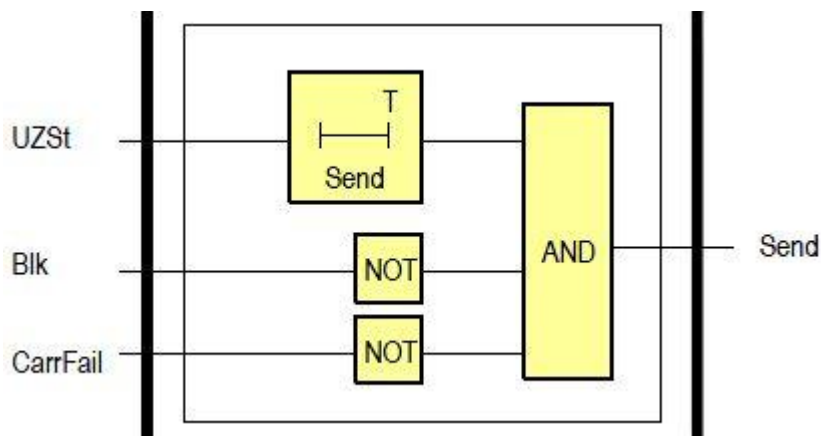 T
UZSt
Send
Blk
NOT
AND
Send
CarrFail
NOT